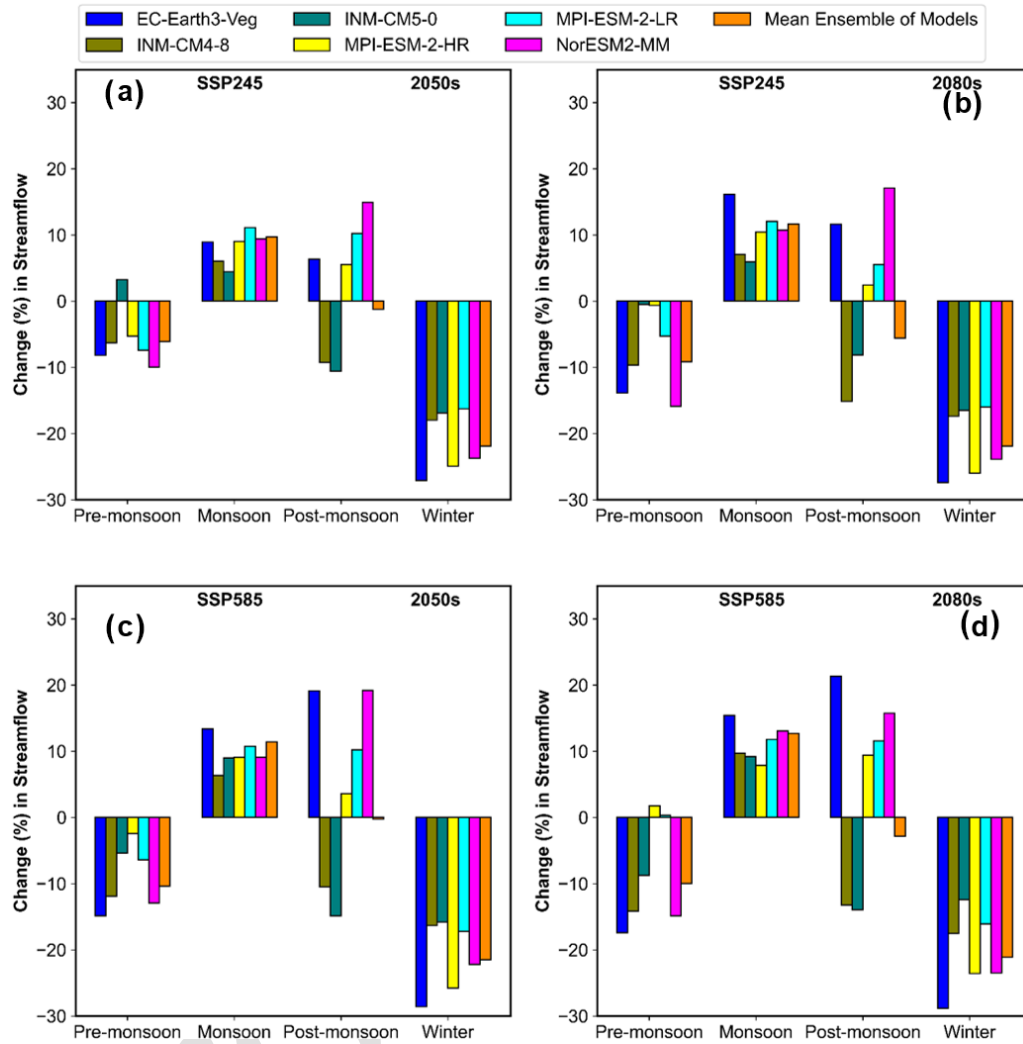 EC-Earth3-Veg INM-CM5-0 MPI-ESM-2-LR Mean Ensemble of Models
INM-CM4-8 MPI-ESM-2-HR NorESM2-MM
(a) SSP245 2050s
30
20
10
0
−10
−20
−30
Change (%) in Streamflow
Pre-monsoon Monsoon Post-monsoon Winter
SSP245 2080s
(b)
30
20
10
0
−10
−20
−30
Change (%) in Streamflow
Pre-monsoon Monsoon Post-monsoon Winter
SSP585 2050s
(c)
30
20
10
0
−10
−20
−30
Change (%) in Streamflow
Pre-monsoon Monsoon Post-monsoon Winter
SSP585 2080s
(d)
30
20
10
0
−10
−20
−30
Change (%) in Streamflow
Pre-monsoon Monsoon Post-monsoon Winter